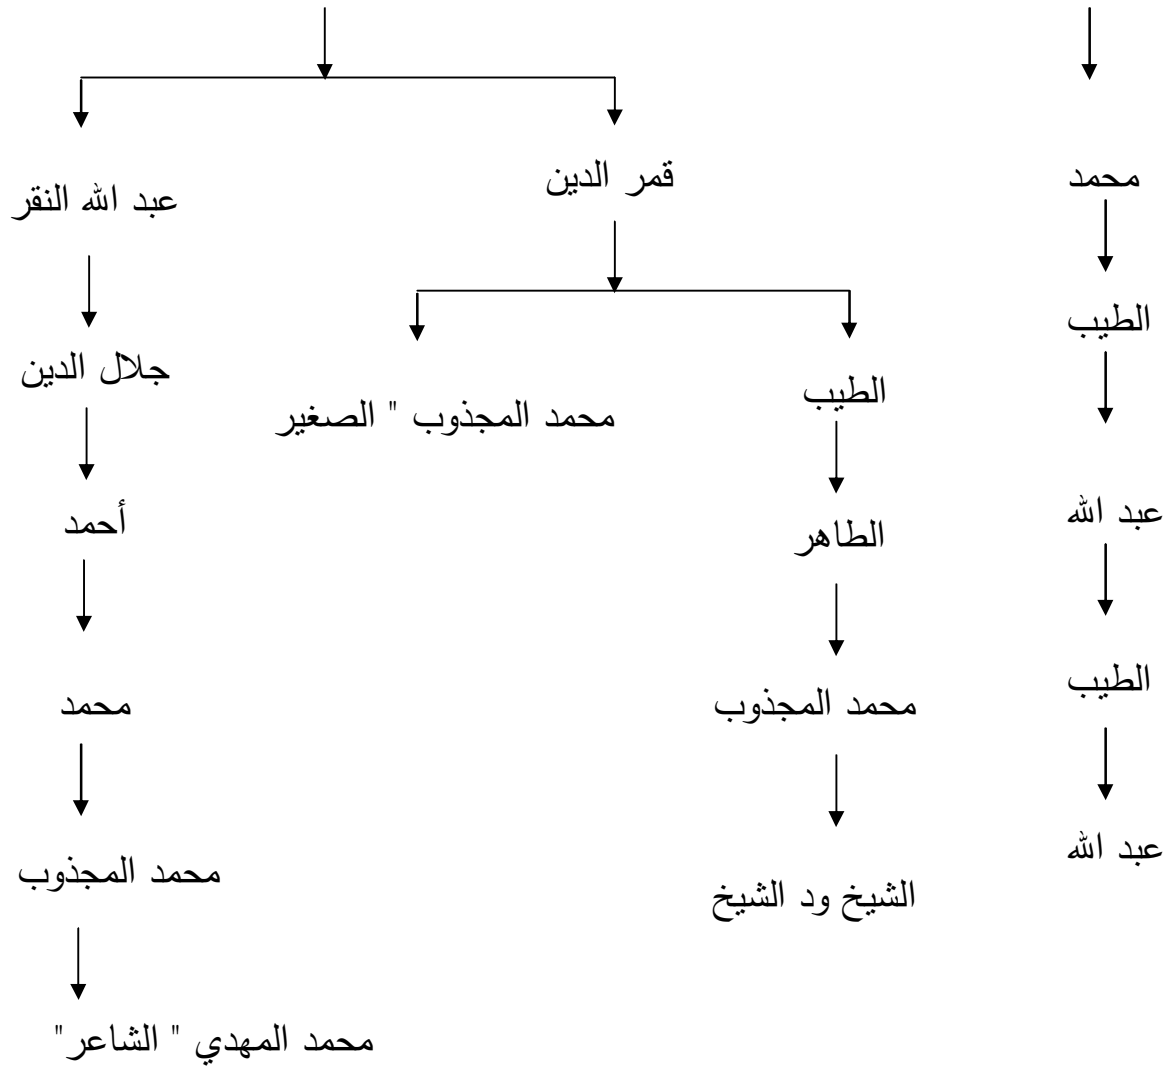 محمد
قمر الدين
عبد الله النقر
الطيب
جلال الدين
الطيب
محمد المجذوب " الصغير
عبد الله
أحمد
الطاهر
الطيب
محمد المجذوب
محمد
عبد الله
محمد المجذوب
الشيخ ود الشيخ
محمد المهدي " الشاعر"